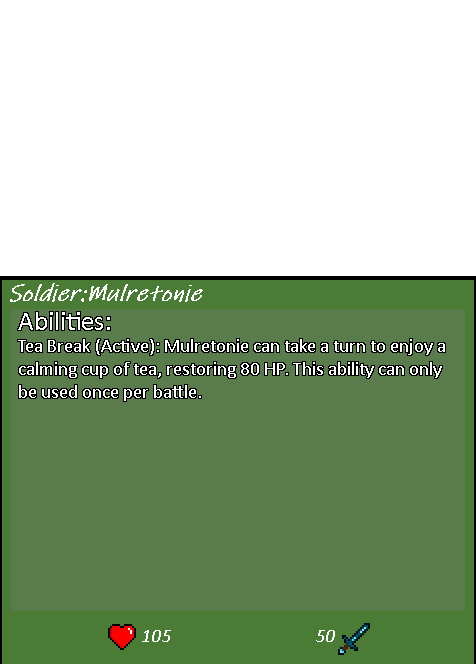 Soldier:Mulretonie
Abilities:
Tea Break (Active): Mulretonie can take a turn to enjoy a
calming cup of tea, restoring 80 HP. This ability can only
be used once per battle.
105
50